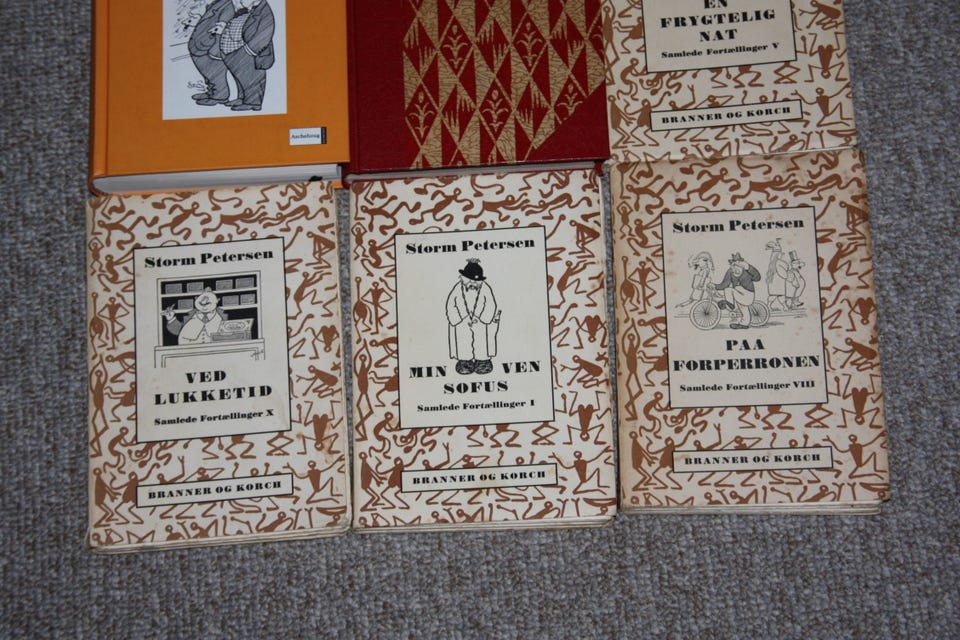 Aschehoug
EN
FRYGTELIG
NAT
Samlede Fortællinger V
BRANNER OG KORCH
Storm Petersen
VED
LUKKETID
Samlede Fortællinger X
BRANNER OG KORCH
Storm Petersen
MIN VEN
SOFUS
Samlede Fortællinger I
BRANNER OG KORCH
Storm Petersen
PAA
FORPERRONEN
Samlede Fortællinger VIII
BRANNER OG KORCH